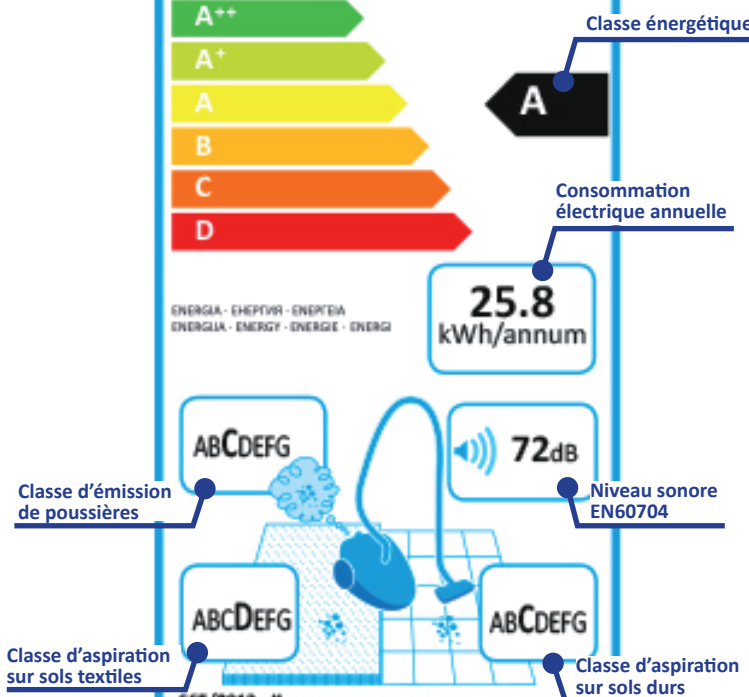 A++
Classe énergétique
A+
A
A
B
C
D
Consommation
électrique annuelle
25.8
kWh/annum
ENERGIA · ЕНЕРГИЯ · ΕΝΕΡΓΕΙΑ
ENERGIJA · ENERGY · ENERGIE · ENERGI
ABCDEFG
72dB
Classe d'émission
de poussières
Niveau sonore
EN60704
ABCDEFG
ABCDEFG
Classe d'aspiration
sur sols textiles
Classe d'aspiration
sur sols durs